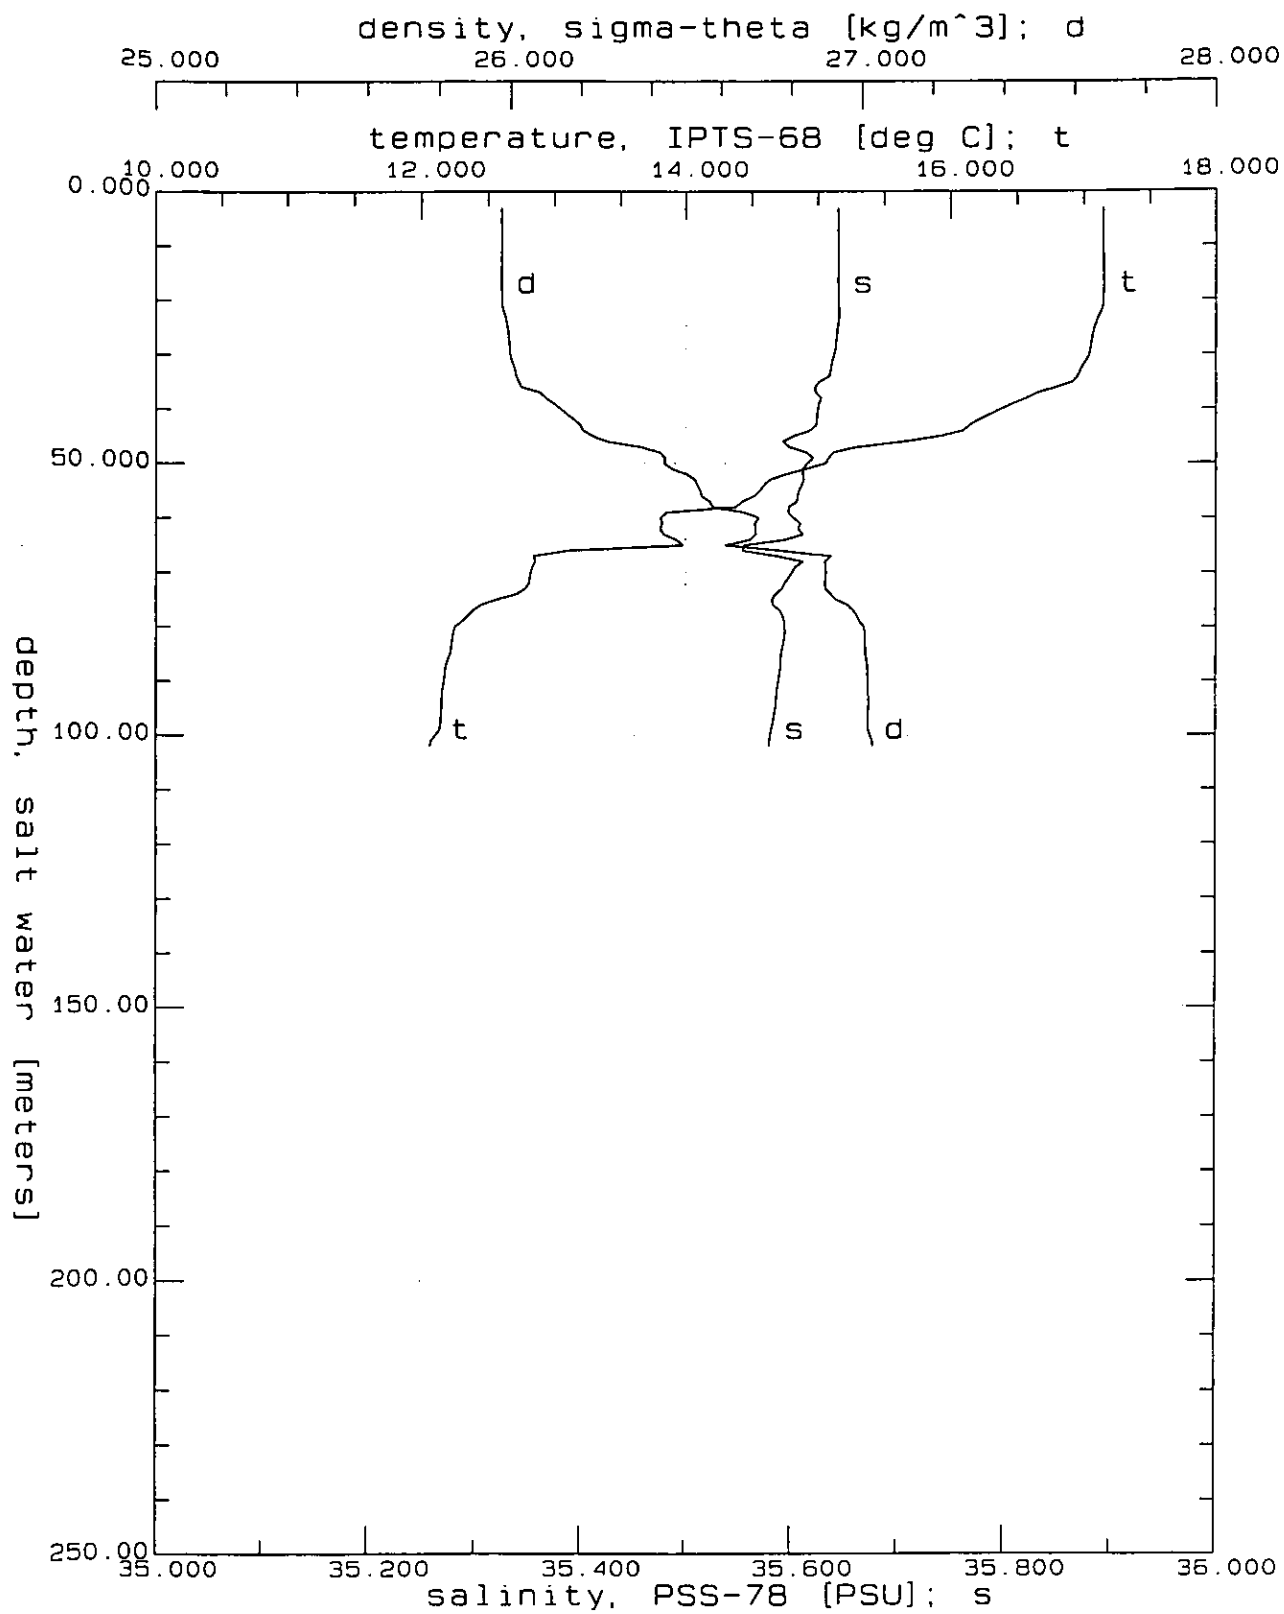 density, sigma-theta [kg/m^3]; d
25.000 26.000 27.000 28.000
temperature, IPTS-68 [deg C]; t
10.000 12.000 14.000 16.000 18.000
0.000
d s t
50.000
t s d
100.00
150.00
200.00
250.00
depth, salt water [meters]
35.000 35.200 35.400 35.600 35.800 36.000
salinity, PSS-78 [PSU]; s